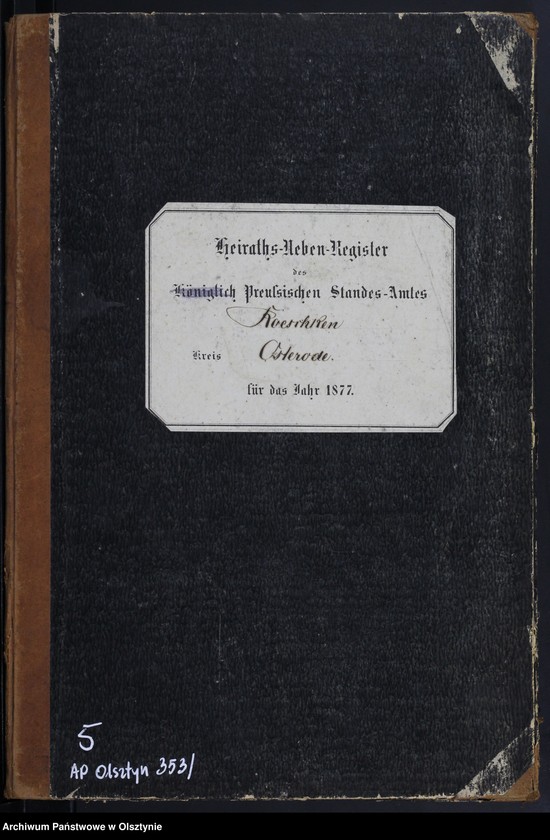 Heiraths-Neben-Register
des
Königlich Preußischen Standes-Amtes
Koeschken
Kreis Osterode.
für das Jahr 1877.
5
AP Olsztyn 353/
Archiwum Państwowe w Olsztynie